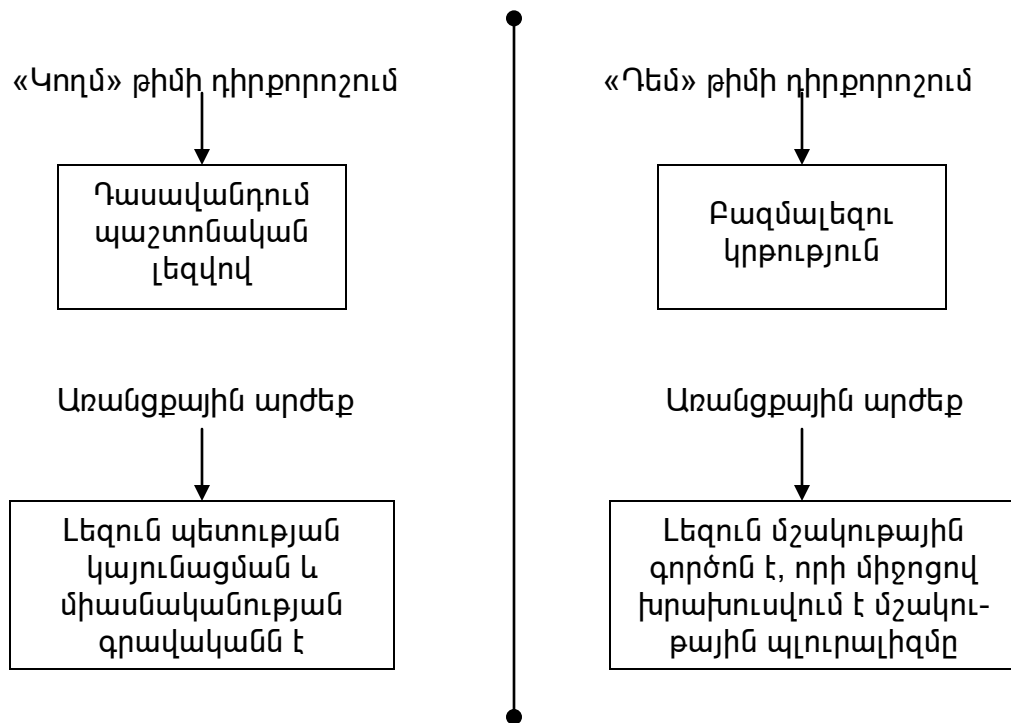 «Կողմ» թիմի դիրքորոշում
Դասավանդում
պաշտոնական
լեզվով
Առանցքային արժեք
Լեզուն պետության
կայունացման և
միասնականության
գրավականն է
«Դեմ» թիմի դիրքորոշում
Բազմալեզու
կրթություն
Առանցքային արժեք
Լեզուն մշակութային
գործոն է, որի միջոցով
խրախուսվում է մշակու-
թային պլուրալիզմը